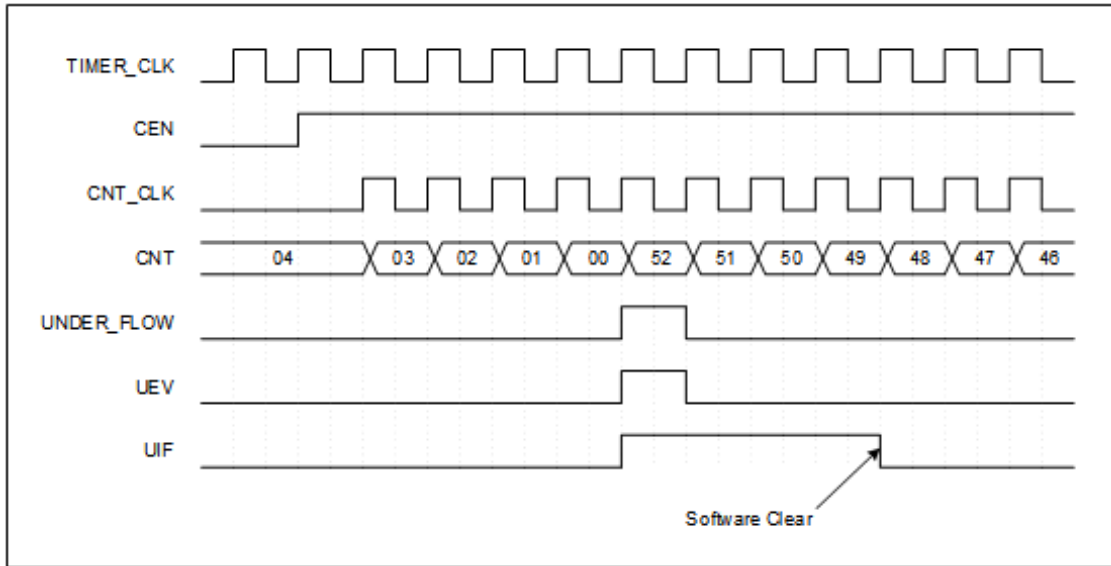 TIMER_CLK
CEN
CNT_CLK
CNT 04 03 02 01 00 52 51 50 49 48 47 46
UNDER_FLOW
UEV
UIF
Software Clear